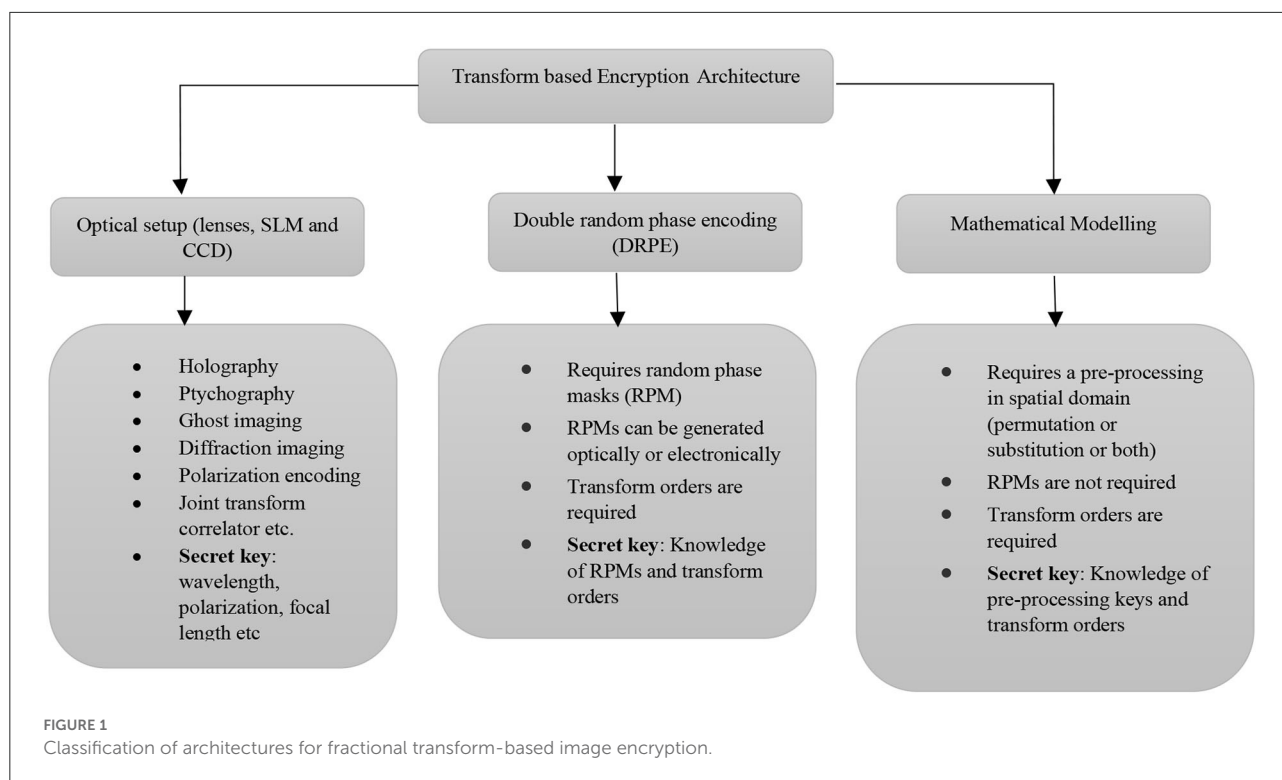 Transform based Encryption Architecture
Optical setup (lenses, SLM and
CCD)
Double random phase encoding
(DRPE)
Mathematical Modelling
• Holography
• Ptychography
• Ghost imaging
• Diffraction imaging
• Polarization encoding
• Joint transform
correlator etc.
• Secret key:
wavelength,
polarization, focal
length etc
• Requires random phase
masks (RPM)
• RPMs can be generated
optically or electronically
• Transform orders are
required
• Secret key: Knowledge
of RPMs and transform
orders
• Requires a pre-processing
in spatial domain
(permutation or
substitution or both)
• RPMs are not required
• Transform orders are
required
• Secret key: Knowledge of
pre-processing keys and
transform orders
FIGURE 1
Classification of architectures for fractional transform-based image encryption.